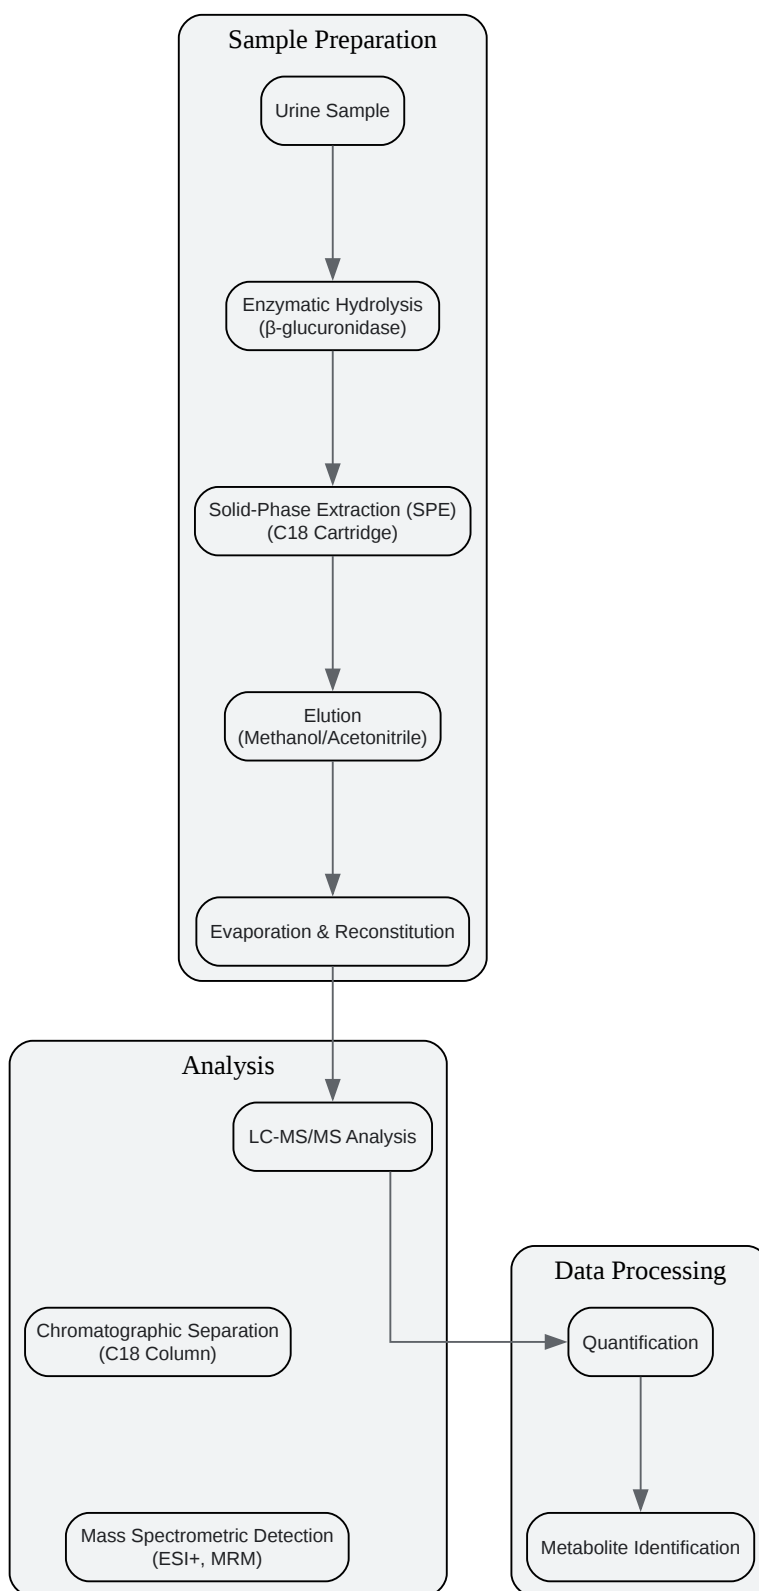 Sample Preparation
Urine Sample
Enzymatic Hydrolysis
(β-glucuronidase)
Solid-Phase Extraction (SPE)
(C18 Cartridge)
Elution
(Methanol/Acetonitrile)
Evaporation & Reconstitution
Analysis
LC-MS/MS Analysis
Chromatographic Separation
(C18 Column)
Mass Spectrometric Detection
(ESI+, MRM)
Data Processing
Quantification
Metabolite Identification